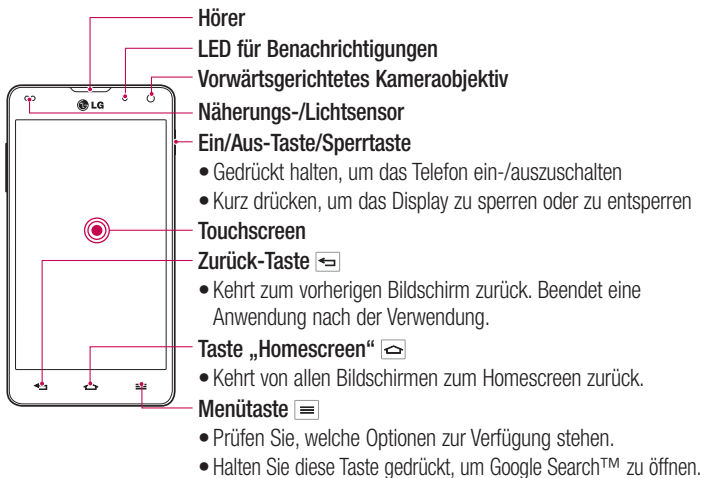 Hörer
LED für Benachrichtigungen
Vorwärtsgerichtetes Kameraobjektiv
LG
Näherungs-/Lichtsensor
Ein/Aus-Taste/Sperrtaste
• Gedrückt halten, um das Telefon ein-/auszuschalten
• Kurz drücken, um das Display zu sperren oder zu entsperren
Touchscreen
Zurück-Taste
• Kehrt zum vorherigen Bildschirm zurück. Beendet eine
Anwendung nach der Verwendung.
Taste „Homescreen“
• Kehrt von allen Bildschirmen zum Homescreen zurück.
Menütaste
• Prüfen Sie, welche Optionen zur Verfügung stehen.
• Halten Sie diese Taste gedrückt, um Google Search™ zu öffnen.